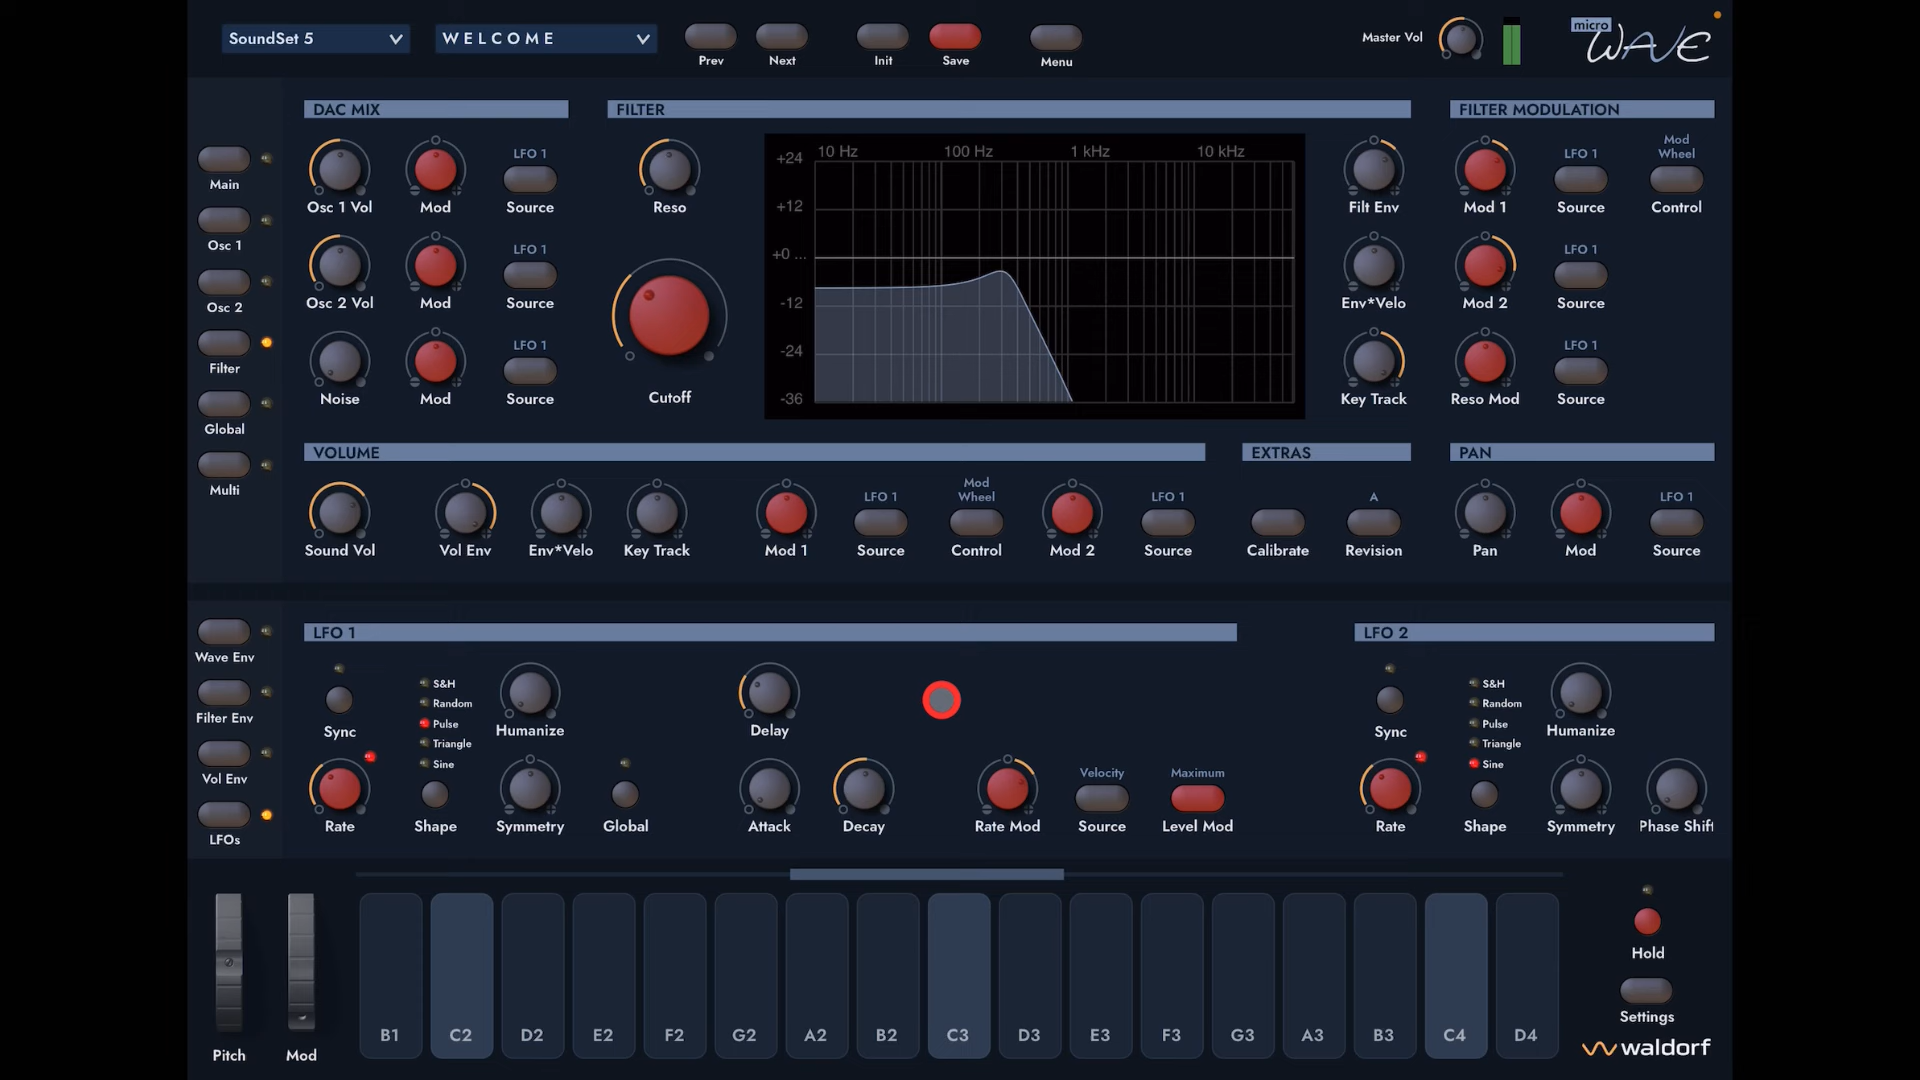 SoundSet 5
WELCOME
Prev
Next
Init
Save
Menu
Master Vol
micro
WAVE
Main
Osc 1
Osc 2
Filter
Global
Multi
DAC MIX
Osc 1 Vol
Mod
LFO 1
Source
Osc 2 Vol
Mod
LFO 1
Source
Noise
Mod
LFO 1
Source
FILTER
Reso
Cutoff
10 Hz 100 Hz 1 kHz 10 kHz
+24
+12
+0 ...
-12
-24
-36
Filt Env
Env*Velo
Key Track
FILTER MODULATION
Mod 1
LFO 1
Source
Mod
Wheel
Control
Mod 2
LFO 1
Source
Reso Mod
LFO 1
Source
VOLUME
Sound Vol
Vol Env
Env*Velo
Key Track
Mod 1
LFO 1
Source
Mod
Wheel
Control
Mod 2
LFO 1
Source
EXTRAS
Calibrate
A
Revision
PAN
Pan
Mod
LFO 1
Source
Wave Env
Filter Env
Vol Env
LFOs
LFO 1
Sync
S&H
Random
Pulse
Triangle
Sine
Humanize
Delay
Rate
Shape
Symmetry
Global
Attack
Decay
Rate Mod
Velocity
Source
Maximum
Level Mod
LFO 2
Sync
S&H
Random
Pulse
Triangle
Sine
Humanize
Rate
Shape
Symmetry
Phase Shif
Pitch
Mod
B1 C2 D2 E2 F2 G2 A2 B2 C3 D3 E3 F3 G3 A3 B3 C4 D4
Hold
Settings
waldorf